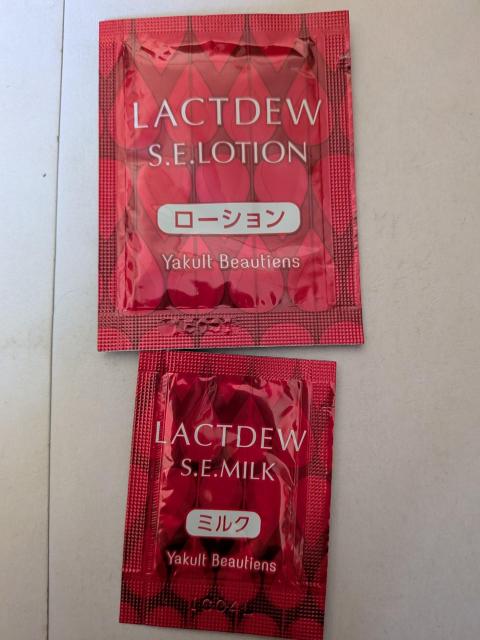 LACTDEW
S.E.LOTION
ローション
Yakult Beautiens
LACTDEW
S.E.MILK
ミルク
Yakult Beautiens